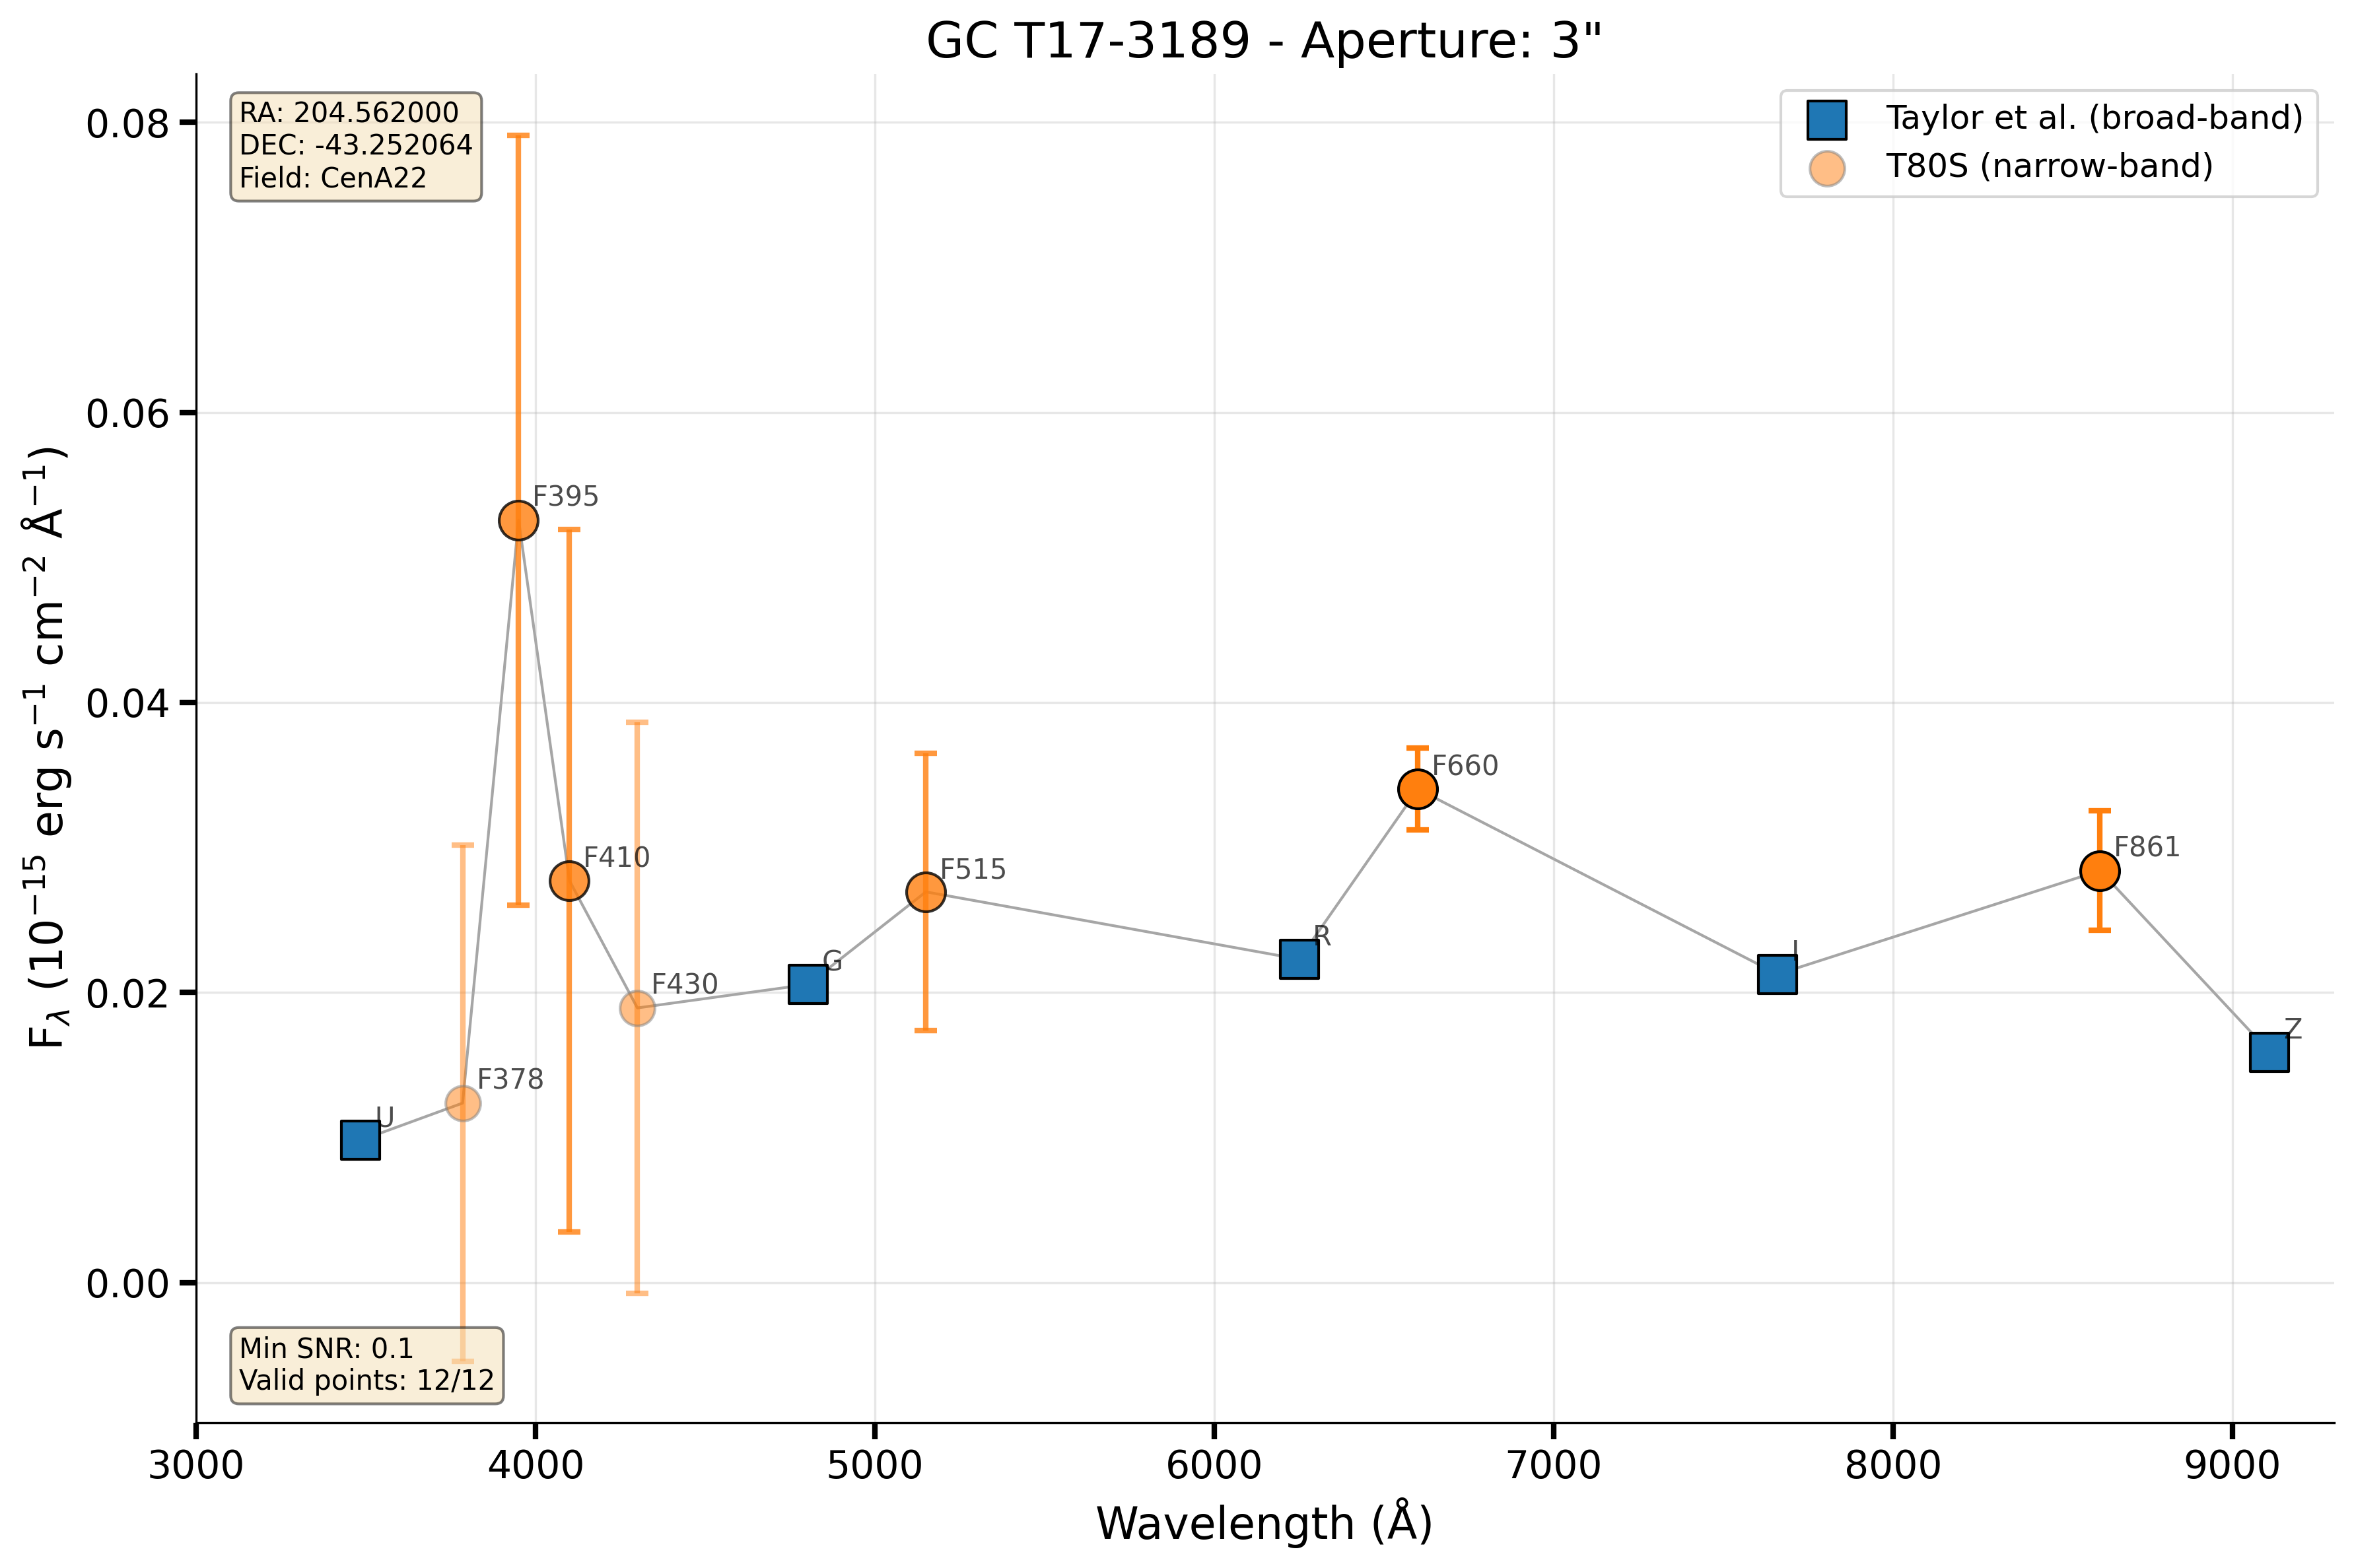 GC T17-3189 - Aperture: 3"
RA: 204.562000
DEC: -43.252064
Field: CenA22
Taylor et al. (broad-band)
T80S (narrow-band)
0.08
0.06
0.04
0.02
0.00
F_λ (10⁻¹⁵ erg s⁻¹ cm⁻² Å⁻¹)
U
F378
F395
F410
F430
G
F515
R
F660
I
F861
Z
Min SNR: 0.1
Valid points: 12/12
3000 4000 5000 6000 7000 8000 9000
Wavelength (Å)